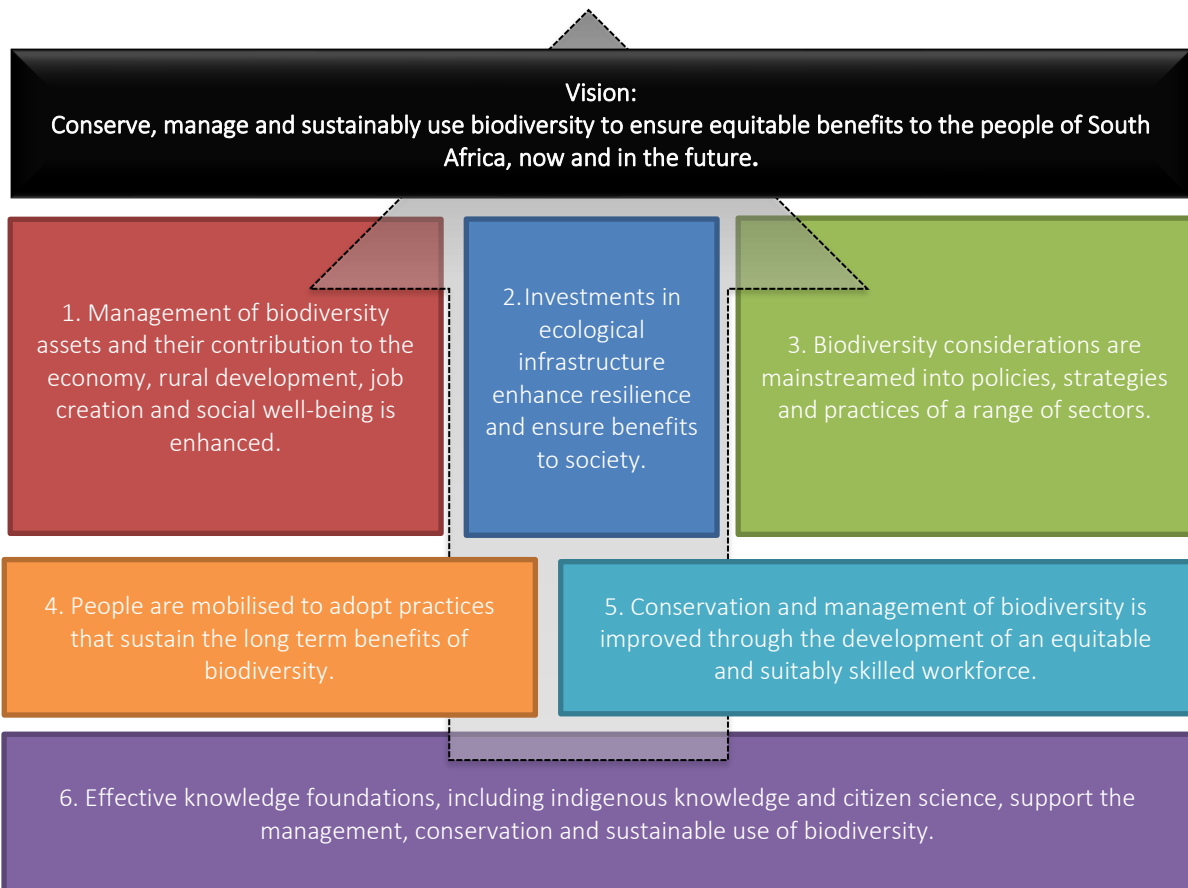 Vision:
Conserve, manage and sustainably use biodiversity to ensure equitable benefits to the people of South
Africa, now and in the future.
1. Management of biodiversity
assets and their contribution to the
economy, rural development, job
creation and social well-being is
enhanced.
2. Investments in
ecological
infrastructure
enhance resilience
and ensure benefits
to society.
3. Biodiversity considerations are
mainstreamed into policies, strategies
and practices of a range of sectors.
4. People are mobilised to adopt practices
that sustain the long term benefits of
biodiversity.
5. Conservation and management of biodiversity is
improved through the development of an equitable
and suitably skilled workforce.
6. Effective knowledge foundations, including indigenous knowledge and citizen science, support the
management, conservation and sustainable use of biodiversity.